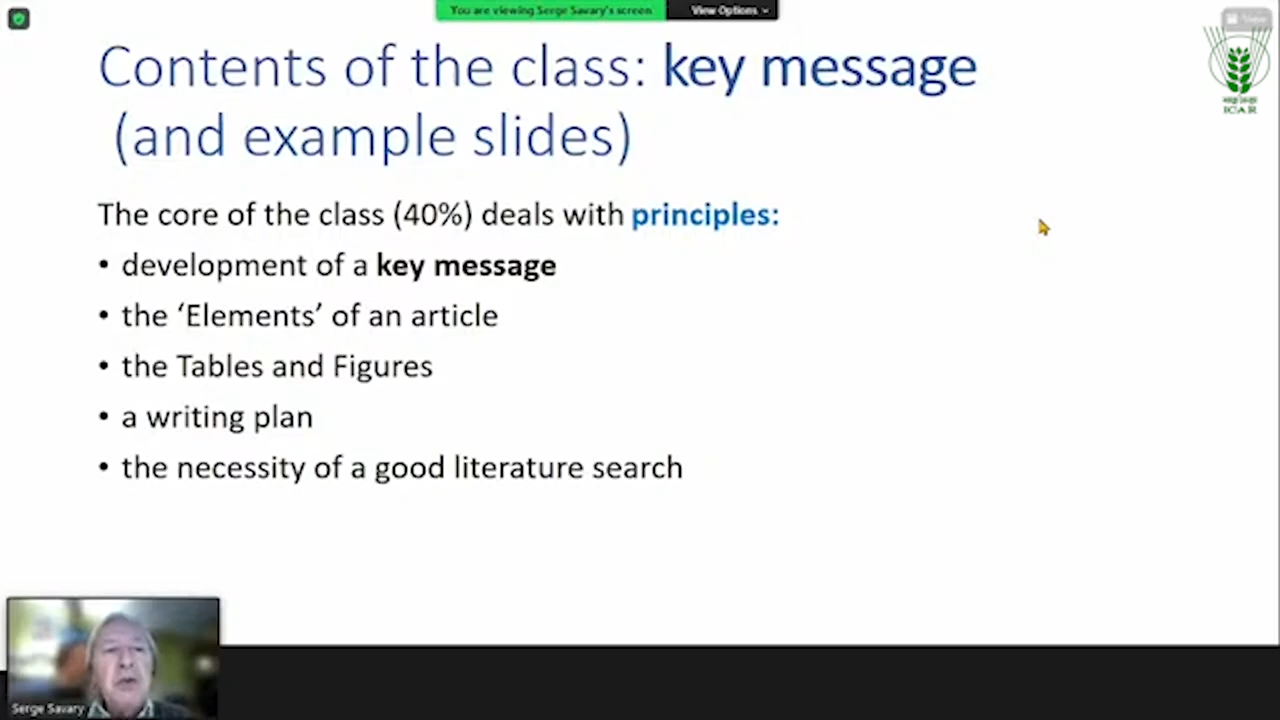 You are viewing Serge Savary's screen
View Options
View
Contents of the class: key message
(and example slides)
ICAR
The core of the class (40%) deals with principles:
• development of a key message
• the ‘Elements’ of an article
• the Tables and Figures
• a writing plan
• the necessity of a good literature search
Serge Savary